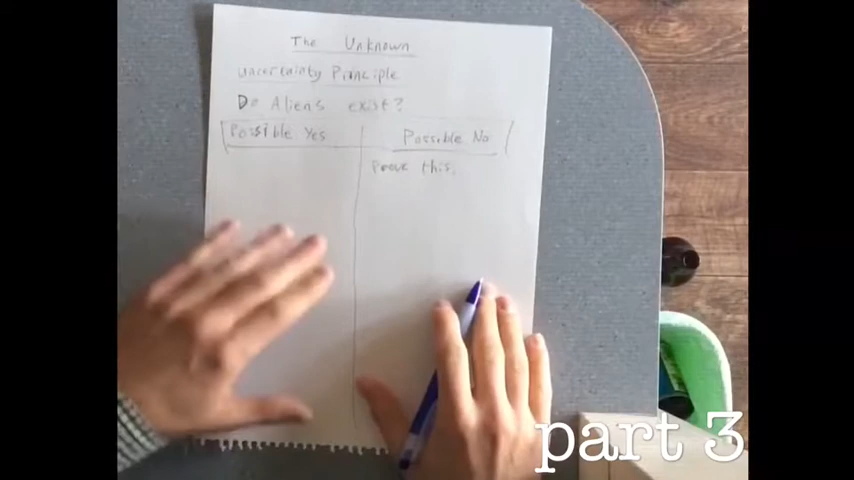 The Unknown
uncertainty Principle
Do Aliens exist?
Possible Yes
Possible No
Prove this.
part 3